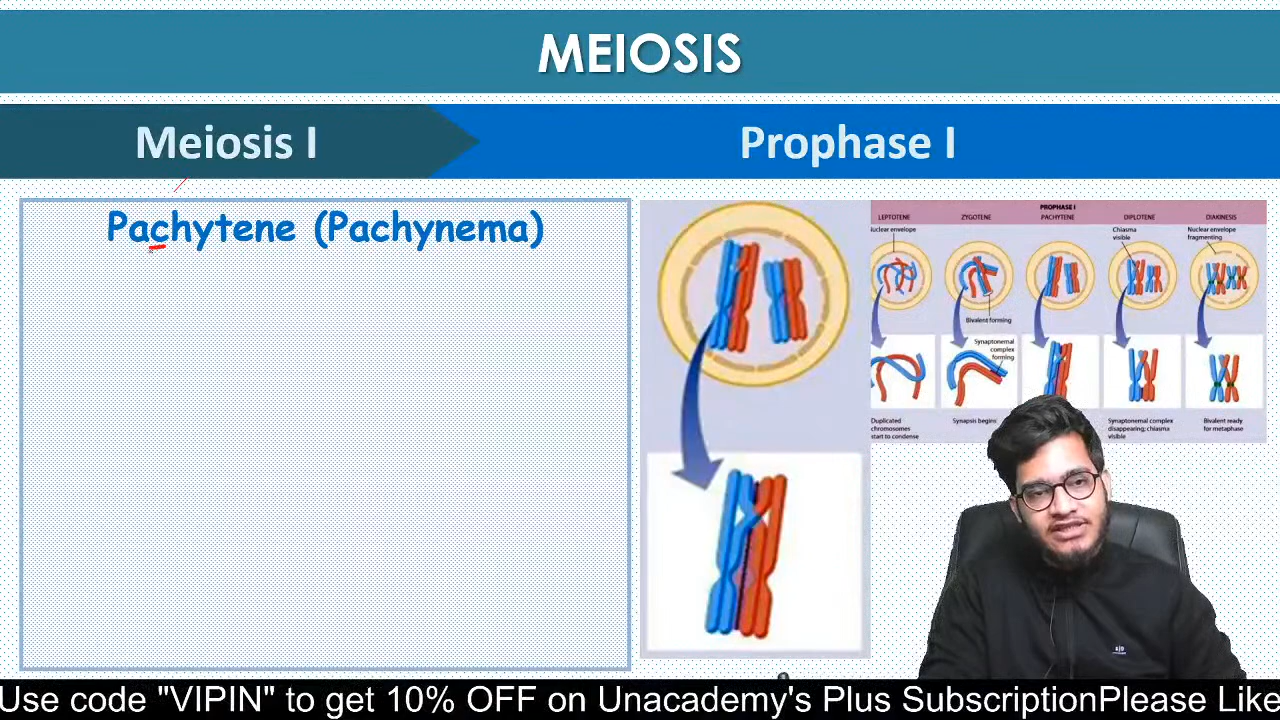 MEIOSIS
Meiosis I
Prophase I
Pachytene (Pachynema)
PROPHASE I
LEPTOTENE
ZYGOTENE
PACHYTENE
DIPLOTENE
DIAKINESIS
Nuclear envelope
Chiasma
visible
Nuclear envelope
fragmenting
Bivalent forming
Synaptonemal
complex
forming
Duplicated
chromosomes
start to condense
Synapsis begins
Synaptonemal complex
disappearing; chiasma
visible
Bivalent ready
for metaphase
Use code "VIPIN" to get 10% OFF on Unacademy's Plus SubscriptionPlease Like